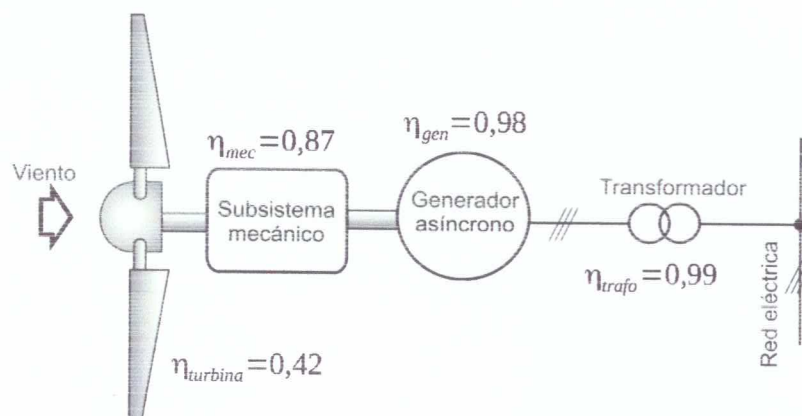 η_mec = 0,87
η_gen = 0,98
Viento
Subsistema
mecánico
Generador
asíncrono
Transformador
η_trafo = 0,99
Red eléctrica
η_turbina = 0,42